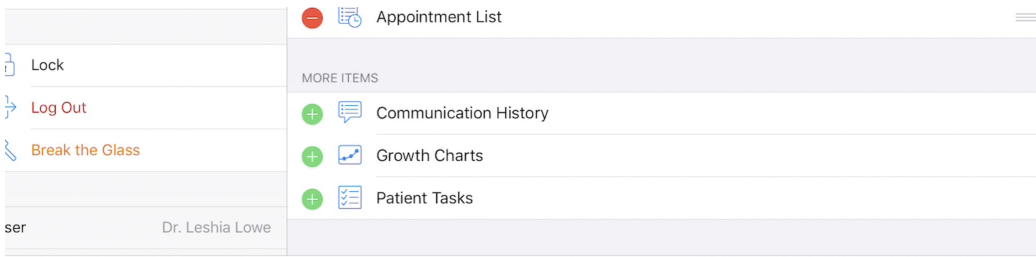 Appointment List
Lock
Log Out
Break the Glass
ser
Dr. Leshia Lowe
MORE ITEMS
Communication History
Growth Charts
Patient Tasks